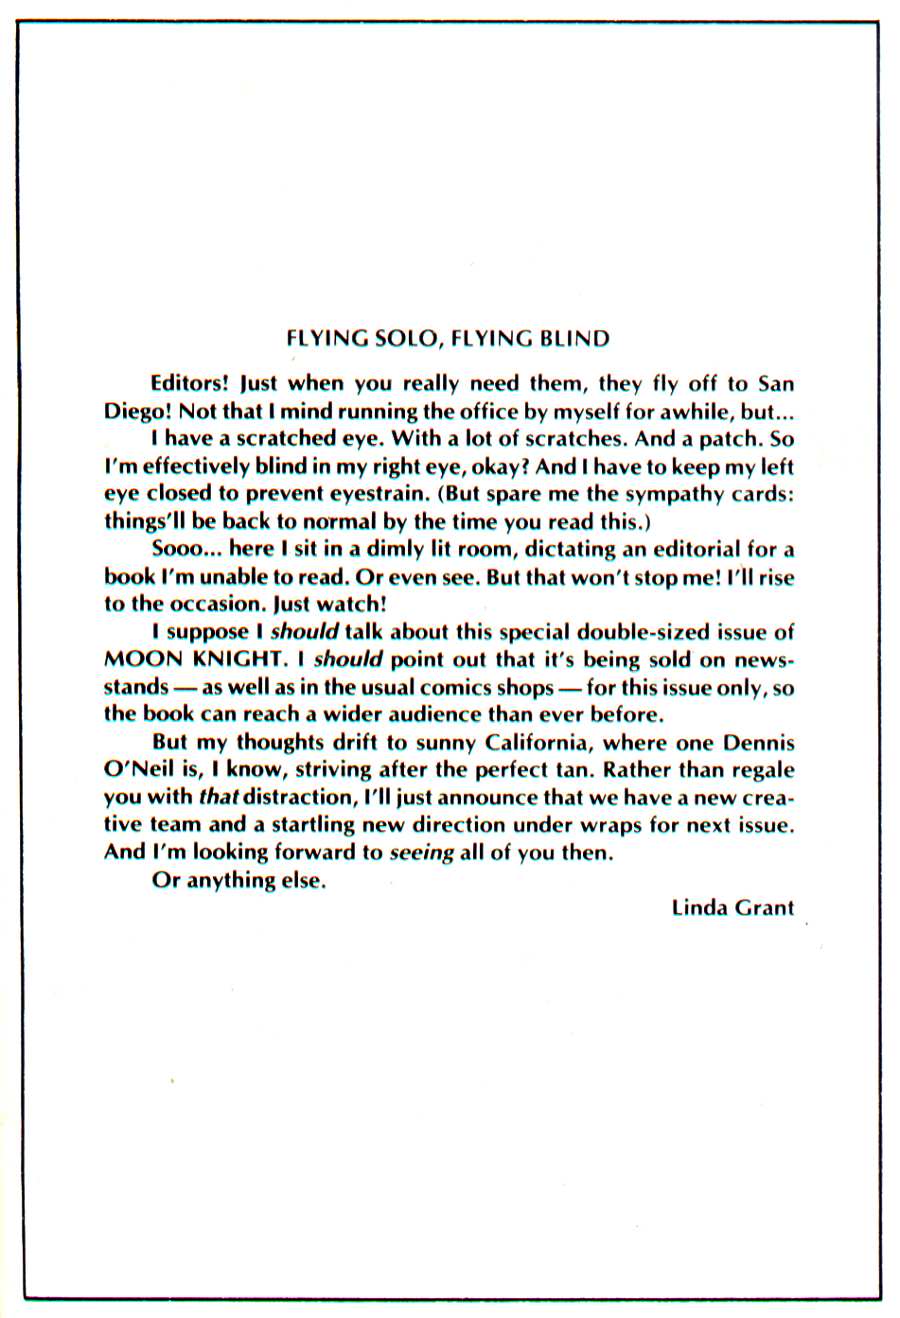 FLYING SOLO, FLYING BLIND
Editors! Just when you really need them, they fly off to San
Diego! Not that I mind running the office by myself for awhile, but...
I have a scratched eye. With a lot of scratches. And a patch. So
I'm effectively blind in my right eye, okay? And I have to keep my left
eye closed to prevent eyestrain. (But spare me the sympathy cards:
things'll be back to normal by the time you read this.)
Sooo... here I sit in a dimly lit room, dictating an editorial for a
book I'm unable to read. Or even see. But that won't stop me! I'll rise
to the occasion. Just watch!
I suppose I should talk about this special double-sized issue of
MOON KNIGHT. I should point out that it's being sold on news-
stands — as well as in the usual comics shops — for this issue only, so
the book can reach a wider audience than ever before.
But my thoughts drift to sunny California, where one Dennis
O'Neil is, I know, striving after the perfect tan. Rather than regale
you with that distraction, I'll just announce that we have a new crea-
tive team and a startling new direction under wraps for next issue.
And I'm looking forward to seeing all of you then.
Or anything else.
Linda Grant